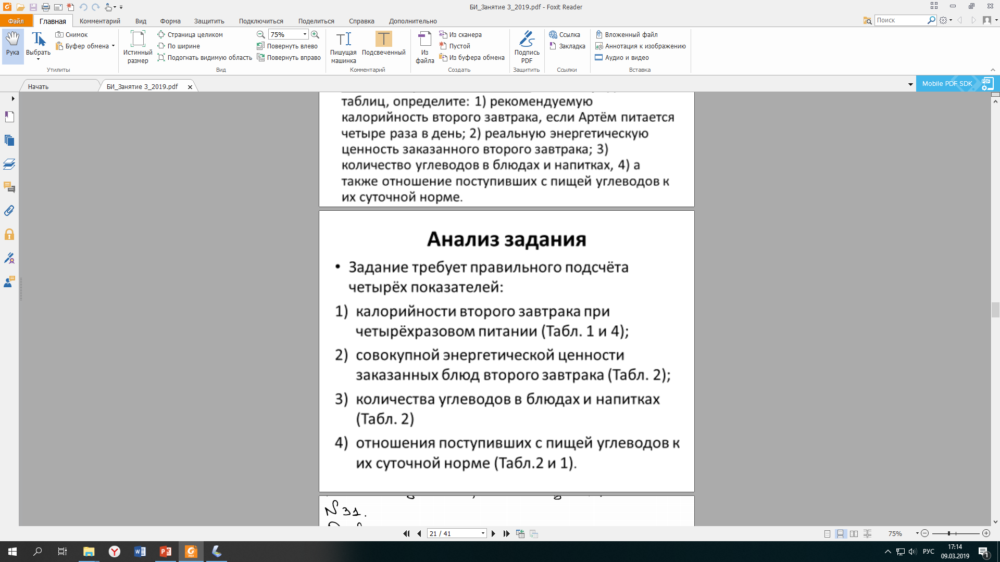 БИ_Занятие 3_2019.pdf - Foxit Reader
Файл Главная Комментарий Вид Форма Защитить Подключиться Поделиться Справка Дополнительно Поиск
Рука
Выбрать
Снимок
Буфер обмена
Утилиты
Истинный размер
Страница целиком
По ширине
Подогнать видимую область
75%
Повернуть влево
Повернуть вправо
Вид
Пишущая машинка
Подсвеченный
Комментарий
Из файла
Из сканера
Пустой
Из буфера обмена
Создать
Подпись PDF
Защитить
Ссылка
Закладка
Ссылки
Вложенный файл
Аннотация к изображению
Аудио и видео
Вставка
Начать БИ_Занятие 3_2019.pdf Mobile PDF SDK
таблиц, определите: 1) рекомендуемую
калорийность второго завтрака, если Артём питается
четыре раза в день; 2) реальную энергетическую
ценность заказанного второго завтрака; 3)
количество углеводов в блюдах и напитках, 4) а
также отношение поступивших с пищей углеводов к
их суточной норме.
Анализ задания
• Задание требует правильного подсчёта
четырёх показателей:
1) калорийности второго завтрака при
четырёхразовом питании (Табл. 1 и 4);
2) совокупной энергетической ценности
заказанных блюд второго завтрака (Табл. 2);
3) количества углеводов в блюдах и напитках
(Табл. 2)
4) отношения поступивших с пищей углеводов к
их суточной норме (Табл.2 и 1).
N 31.
21 / 41
75%
РУС
17:14
09.03.2019